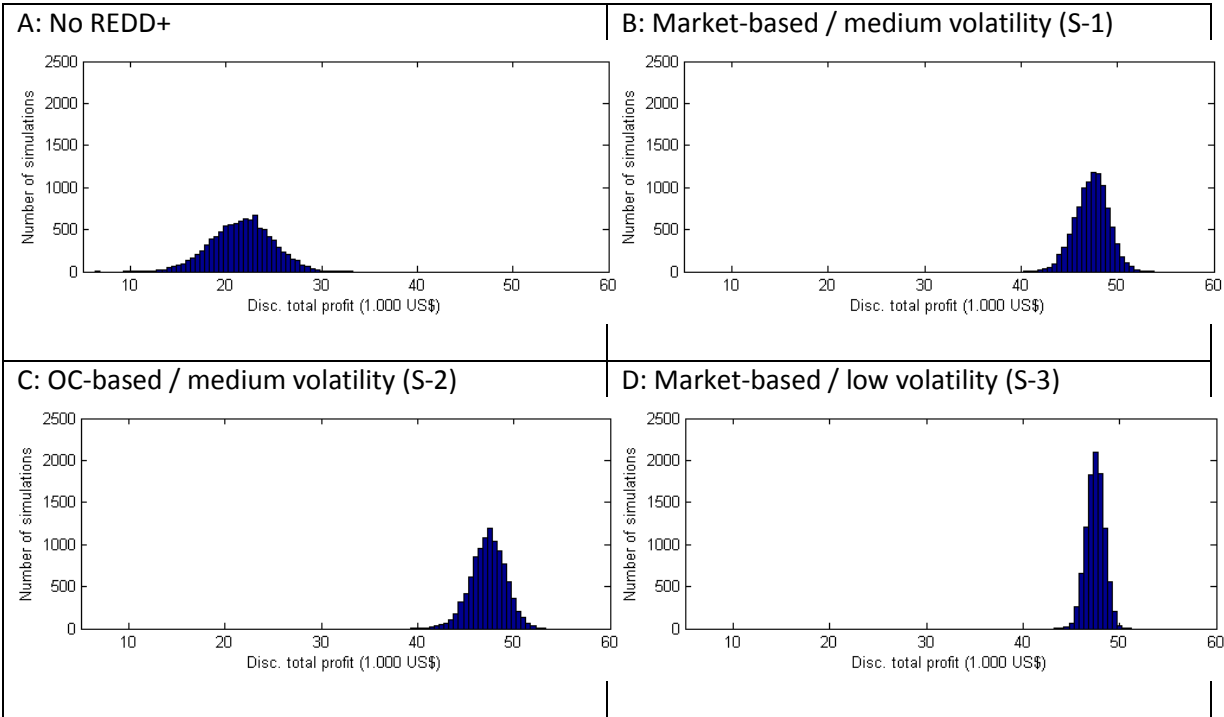 A: No REDD+
2500
2000
1500
1000
500
0
Number of simulations
10 20 30 40 50 60
Disc. total profit (1.000 US$)
B: Market-based / medium volatility (S-1)
2500
2000
1500
1000
500
0
Number of simulations
10 20 30 40 50 60
Disc. total profit (1.000 US$)
C: OC-based / medium volatility (S-2)
2500
2000
1500
1000
500
0
Number of simulations
10 20 30 40 50 60
Disc. total profit (1.000 US$)
D: Market-based / low volatility (S-3)
2500
2000
1500
1000
500
0
Number of simulations
10 20 30 40 50 60
Disc. total profit (1.000 US$)